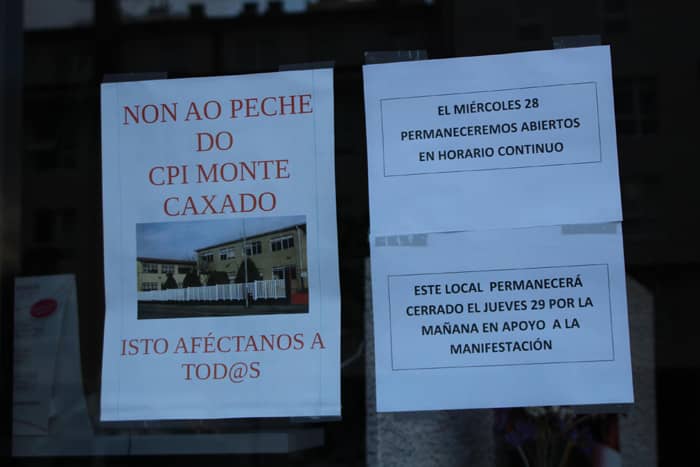 NON AO PECHE
DO
CPI MONTE
CAXADO
ISTO AFÉCTANOS A
TOD@S
EL MIÉRCOLES 28
PERMANECEREMOS ABIERTOS
EN HORARIO CONTINUO
ESTE LOCAL PERMANECERÁ
CERRADO EL JUEVES 29 POR LA
MAÑANA EN APOYO A LA
MANIFESTACIÓN